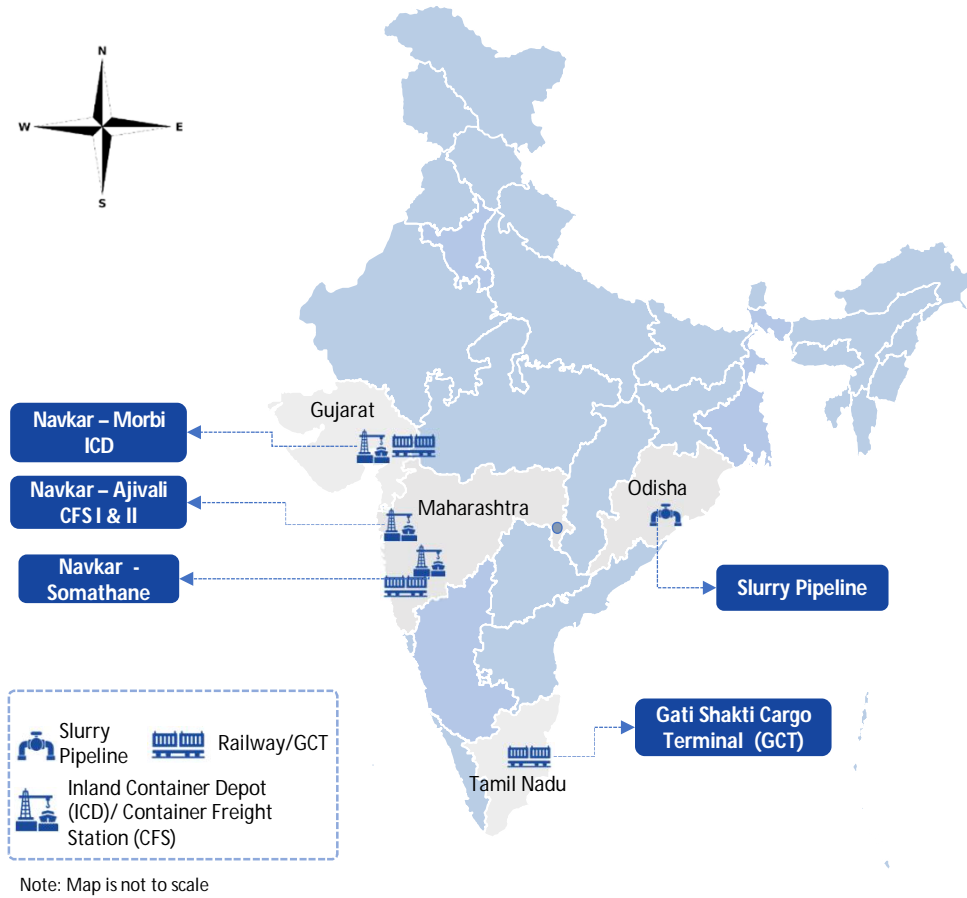 N
W
E
S
Gujarat
Navkar – Morbi
ICD
Navkar – Ajivali
CFS I & II
Maharashtra
Odisha
Navkar -
Somathane
Slurry Pipeline
Gati Shakti Cargo
Terminal (GCT)
Tamil Nadu
Slurry
Pipeline
Railway/GCT
Inland Container Depot
(ICD)/ Container Freight
Station (CFS)
Note: Map is not to scale